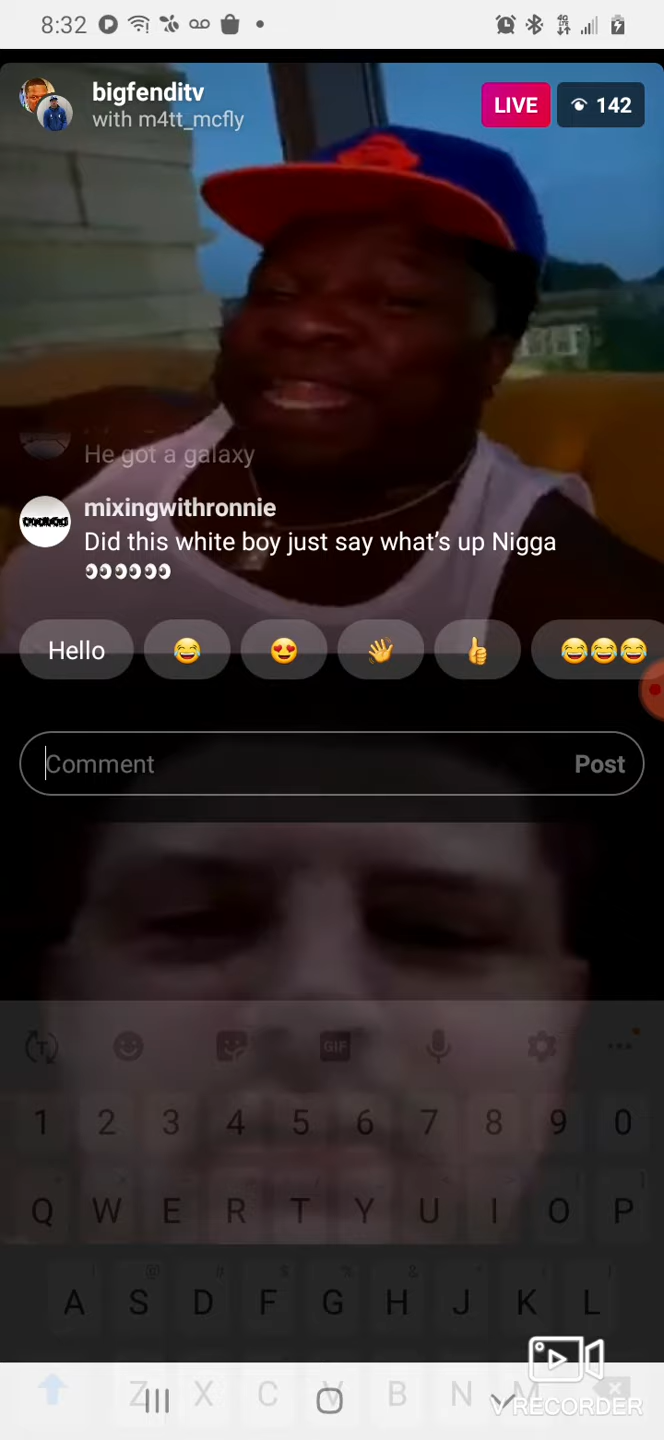 8:32
bigfenditv
with m4tt_mcfly
LIVE
142
He got a galaxy
mixingwithronnie
Did this white boy just say what's up Nigga
👀👀👀👀👀👀
Hello 😂 😍 👋 👍 😂😂😂
Comment
Post
GIF
1 2 3 4 5 6 7 8 9 0
Q W E R T Y U I O P
A S D F G H J K L
Z X C V B N M
V RECORDER